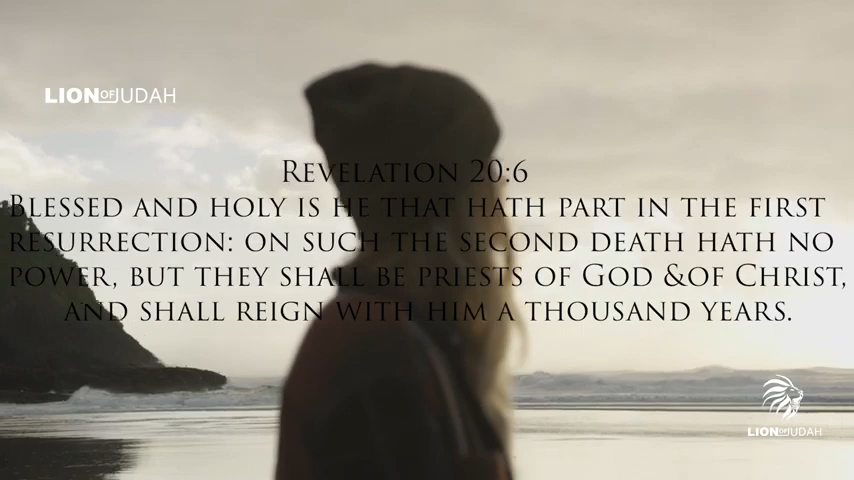 LION OF JUDAH
Revelation 20:6
Blessed and holy is he that hath part in the first
resurrection: on such the second death hath no
power, but they shall be priests of God &of Christ,
and shall reign with him a thousand years.
LION OF JUDAH